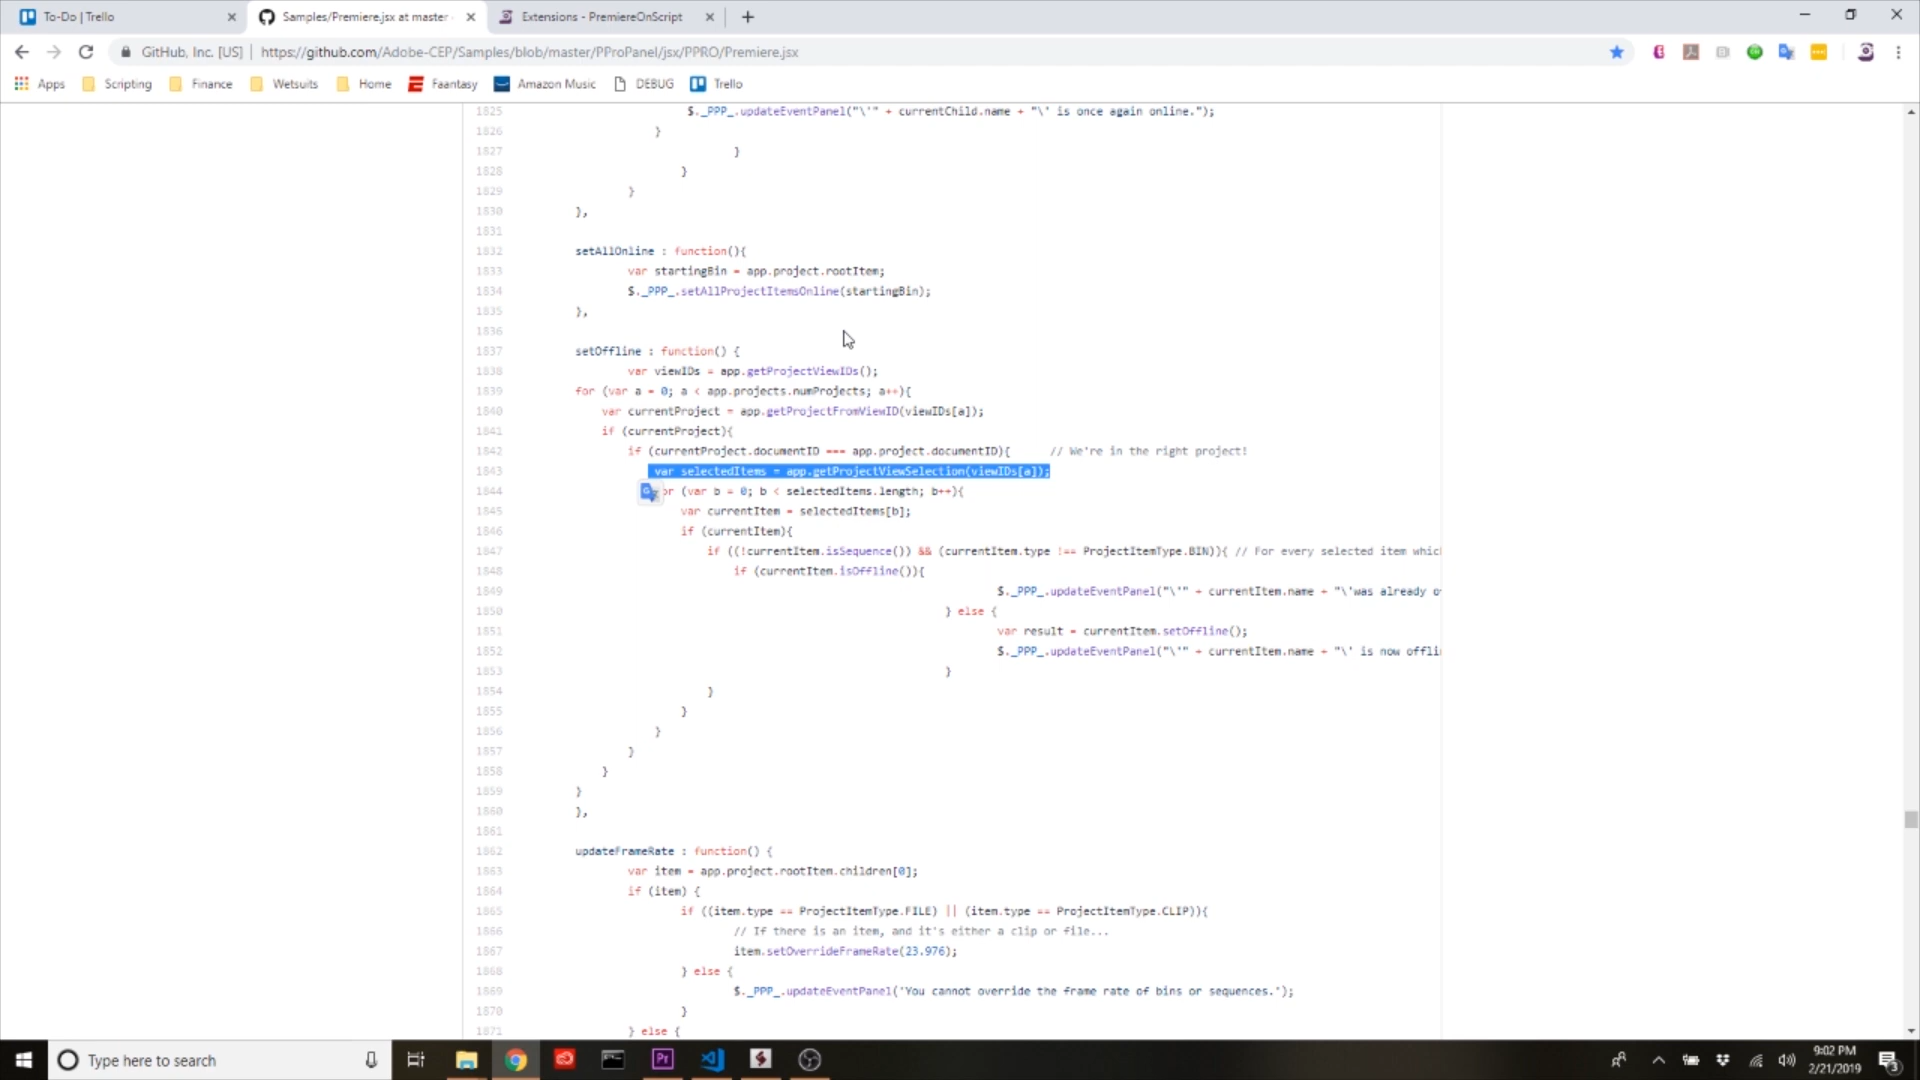 To-Do | Trello
Samples/Premiere.jsx at master
Extensions - PremiereOnScript
GitHub, Inc. [US] | https://github.com/Adobe-CEP/Samples/blob/master/PProPanel/jsx/PPRO/Premiere.jsx
Apps Scripting Finance Wetsuits Home Faantasy Amazon Music DEBUG Trello
1825 $._PPP_.updateEventPanel("\'" + currentChild.name + "\' is once again online.");
1826 }
1827 }
1828 }
1829 }
1830 },
1831
1832 setAllOnline : function(){
1833 var startingBin = app.project.rootItem;
1834 $._PPP_.setAllProjectItemsOnline(startingBin);
1835 },
1836
1837 setOffline : function() {
1838 var viewIDs = app.getProjectViewIDs();
1839 for (var a = 0; a < app.projects.numProjects; a++){
1840 var currentProject = app.getProjectFromViewID(viewIDs[a]);
1841 if (currentProject){
1842 if (currentProject.documentID === app.project.documentID){ // We're in the right project!
1843 var selectedItems = app.getProjectViewSelection(viewIDs[a]);
1844 or (var b = 0; b < selectedItems.length; b++){
1845 var currentItem = selectedItems[b];
1846 if (currentItem){
1847 if ((!currentItem.isSequence()) && (currentItem.type !== ProjectItemType.BIN)){ // For every selected item whic
1848 if (currentItem.isOffline()){
1849 $._PPP_.updateEventPanel("\'" + currentItem.name + "\'was already o
1850 } else {
1851 var result = currentItem.setOffline();
1852 $._PPP_.updateEventPanel("\'" + currentItem.name + "\' is now offli
1853 }
1854 }
1855 }
1856 }
1857 }
1858 }
1859 }
1860 },
1861
1862 updateFrameRate : function() {
1863 var item = app.project.rootItem.children[0];
1864 if (item) {
1865 if ((item.type == ProjectItemType.FILE) || (item.type == ProjectItemType.CLIP)){
1866 // If there is an item, and it's either a clip or file...
1867 item.setOverrideFrameRate(23.976);
1868 } else {
1869 $._PPP_.updateEventPanel('You cannot override the frame rate of bins or sequences.');
1870 }
1871 } else {
Type here to search
Pr
9:02 PM
2/21/2019
3